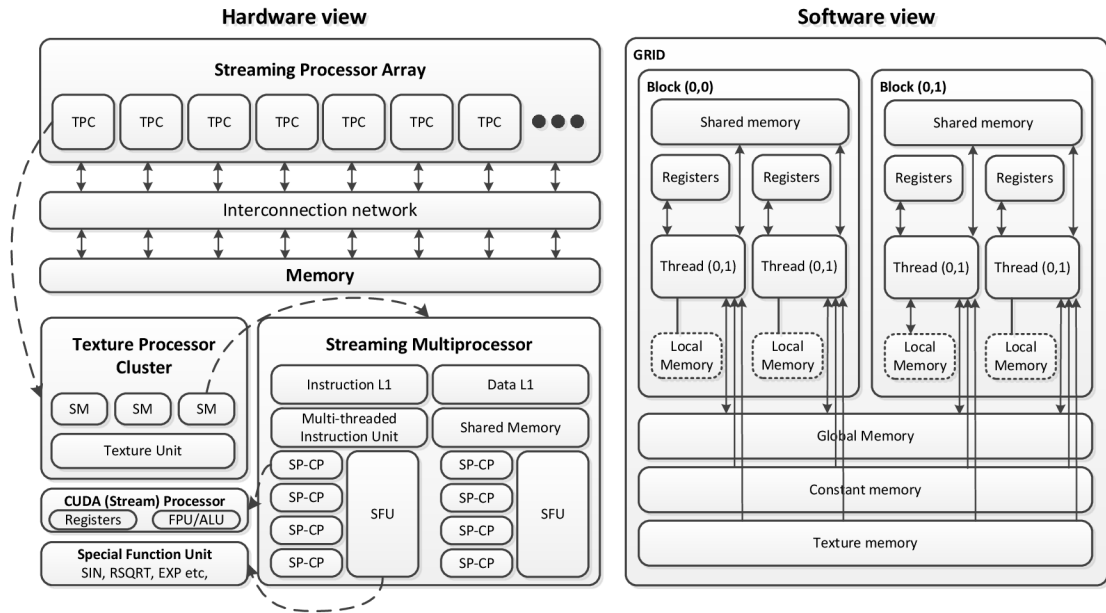 Hardware view
Streaming Processor Array
TPC TPC TPC TPC TPC TPC TPC
Interconnection network
Memory
Texture Processor
Cluster
SM SM SM
Texture Unit
CUDA (Stream) Processor
Registers FPU/ALU
Special Function Unit
SIN, RSQRT, EXP etc,
Streaming Multiprocessor
Instruction L1 Data L1
Multi-threaded
Instruction Unit
Shared Memory
SP-CP SP-CP
SP-CP SP-CP
SFU SFU
SP-CP SP-CP
SP-CP SP-CP
Software view
GRID
Block (0,0)
Shared memory
Registers Registers
Thread (0,1) Thread (0,1)
Local
Memory
Local
Memory
Block (0,1)
Shared memory
Registers Registers
Thread (0,1) Thread (0,1)
Local
Memory
Local
Memory
Global Memory
Constant memory
Texture memory